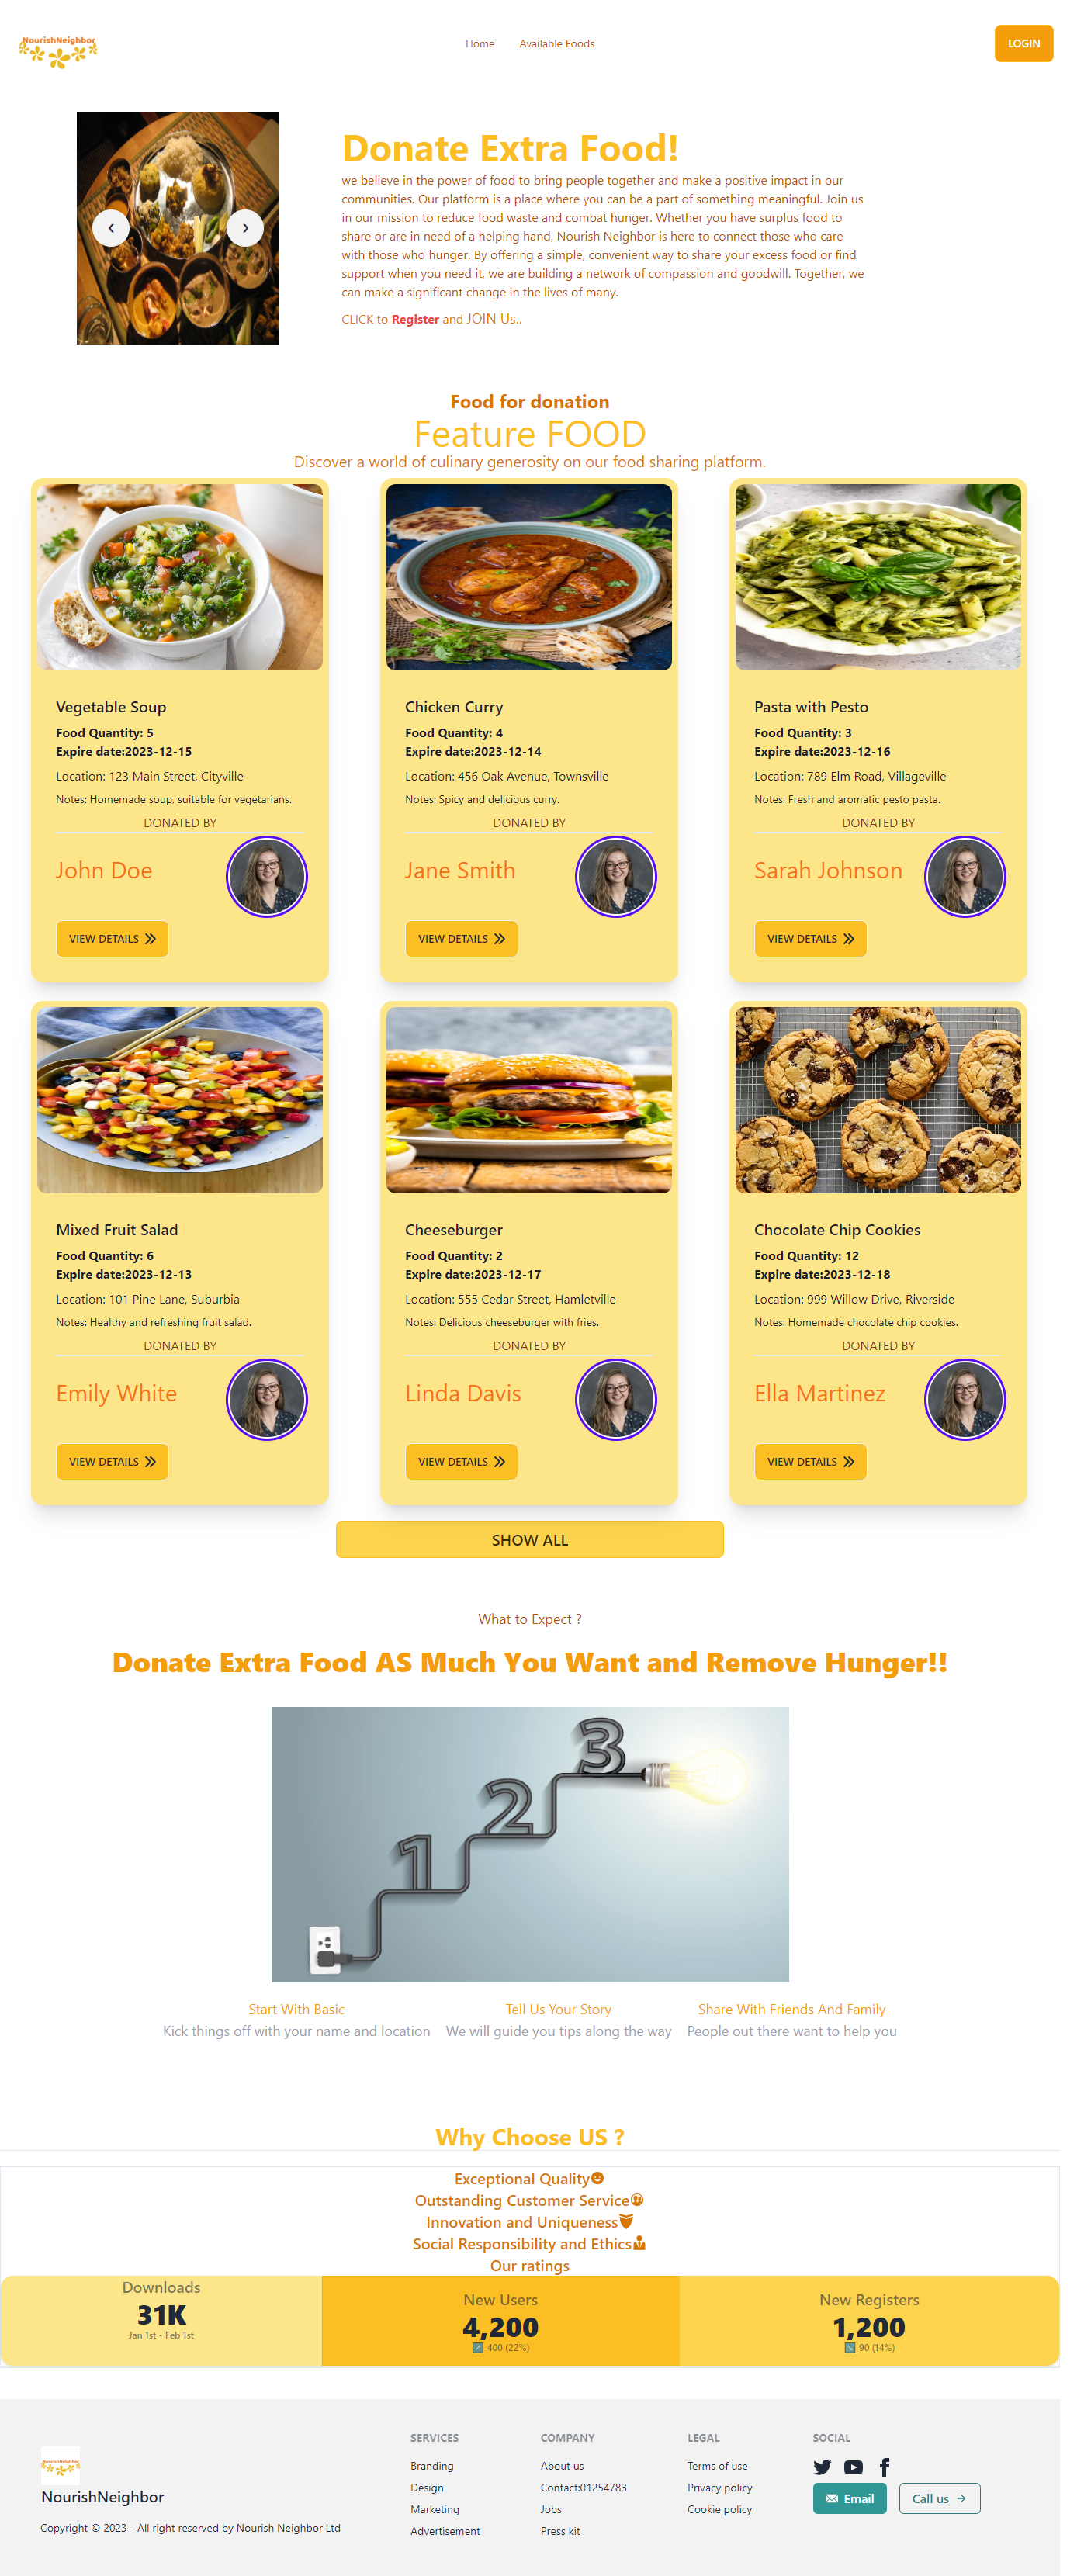 NourishNeighbor
Home
Available Foods
LOGIN
Donate Extra Food!
we believe in the power of food to bring people together and make a positive impact in our
communities. Our platform is a place where you can be a part of something meaningful. Join us
in our mission to reduce food waste and combat hunger. Whether you have surplus food to
share or are in need of a helping hand, Nourish Neighbor is here to connect those who care
with those who hunger. By offering a simple, convenient way to share your excess food or find
support when you need it, we are building a network of compassion and goodwill. Together, we
can make a significant change in the lives of many.
CLICK to Register and JOIN Us..
Food for donation
Feature FOOD
Discover a world of culinary generosity on our food sharing platform.
Vegetable Soup
Food Quantity: 5
Expire date:2023-12-15
Location: 123 Main Street, Cityville
Notes: Homemade soup, suitable for vegetarians.
DONATED BY
John Doe
VIEW DETAILS
Chicken Curry
Food Quantity: 4
Expire date:2023-12-14
Location: 456 Oak Avenue, Townsville
Notes: Spicy and delicious curry.
DONATED BY
Jane Smith
VIEW DETAILS
Pasta with Pesto
Food Quantity: 3
Expire date:2023-12-16
Location: 789 Elm Road, Villageville
Notes: Fresh and aromatic pesto pasta.
DONATED BY
Sarah Johnson
VIEW DETAILS
Mixed Fruit Salad
Food Quantity: 6
Expire date:2023-12-13
Location: 101 Pine Lane, Suburbia
Notes: Healthy and refreshing fruit salad.
DONATED BY
Emily White
VIEW DETAILS
Cheeseburger
Food Quantity: 2
Expire date:2023-12-17
Location: 555 Cedar Street, Hamletville
Notes: Delicious cheeseburger with fries.
DONATED BY
Linda Davis
VIEW DETAILS
Chocolate Chip Cookies
Food Quantity: 12
Expire date:2023-12-18
Location: 999 Willow Drive, Riverside
Notes: Homemade chocolate chip cookies.
DONATED BY
Ella Martinez
VIEW DETAILS
SHOW ALL
What to Expect ?
Donate Extra Food AS Much You Want and Remove Hunger!!
1
2
3
Start With Basic
Kick things off with your name and location
Tell Us Your Story
We will guide you tips along the way
Share With Friends And Family
People out there want to help you
Why Choose US ?
Exceptional Quality
Outstanding Customer Service
Innovation and Uniqueness
Social Responsibility and Ethics
Our ratings
Downloads
31K
Jan 1st - Feb 1st
New Users
4,200
↗ 400 (22%)
New Registers
1,200
↘ 90 (14%)
NourishNeighbor
NourishNeighbor
Copyright © 2023 - All right reserved by Nourish Neighbor Ltd
SERVICES
Branding
Design
Marketing
Advertisement
COMPANY
About us
Contact:01254783
Jobs
Press kit
LEGAL
Terms of use
Privacy policy
Cookie policy
SOCIAL
Email
Call us →